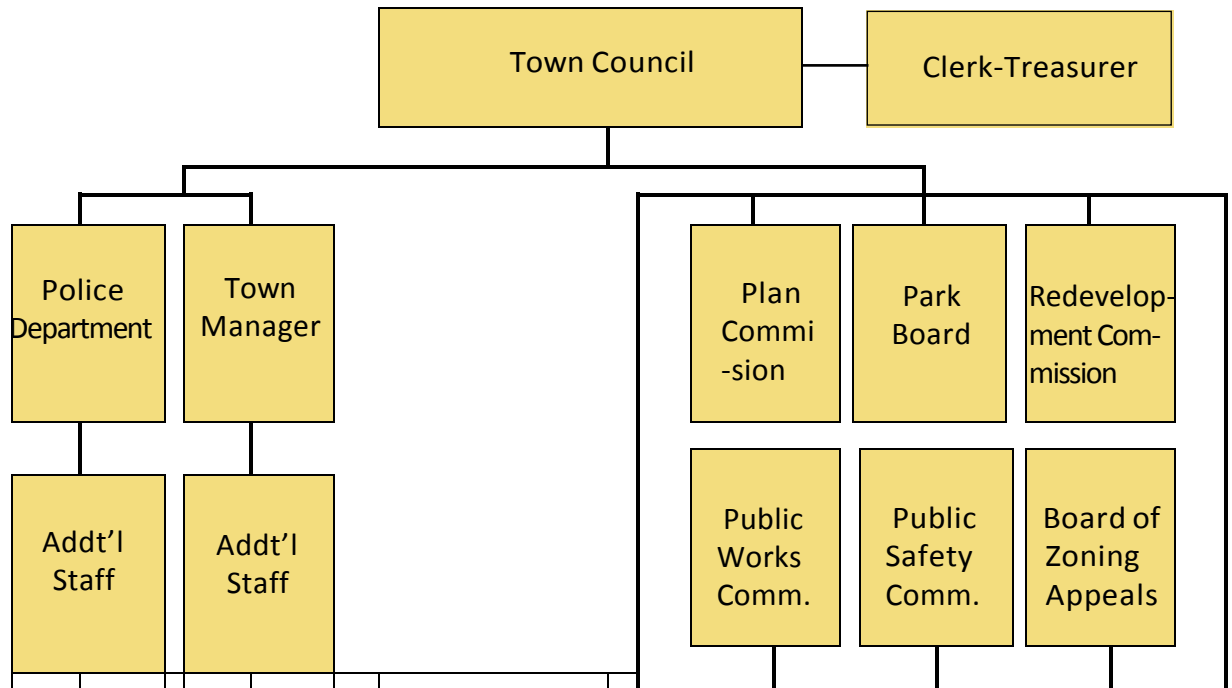 Town Council
Clerk-Treasurer
Police
Department
Town
Manager
Plan
Commi
-sion
Park
Board
Redevelop-
ment Com-
mission
Addt’l
Staff
Addt’l
Staff
Public
Works
Comm.
Public
Safety
Comm.
Board of
Zoning
Appeals